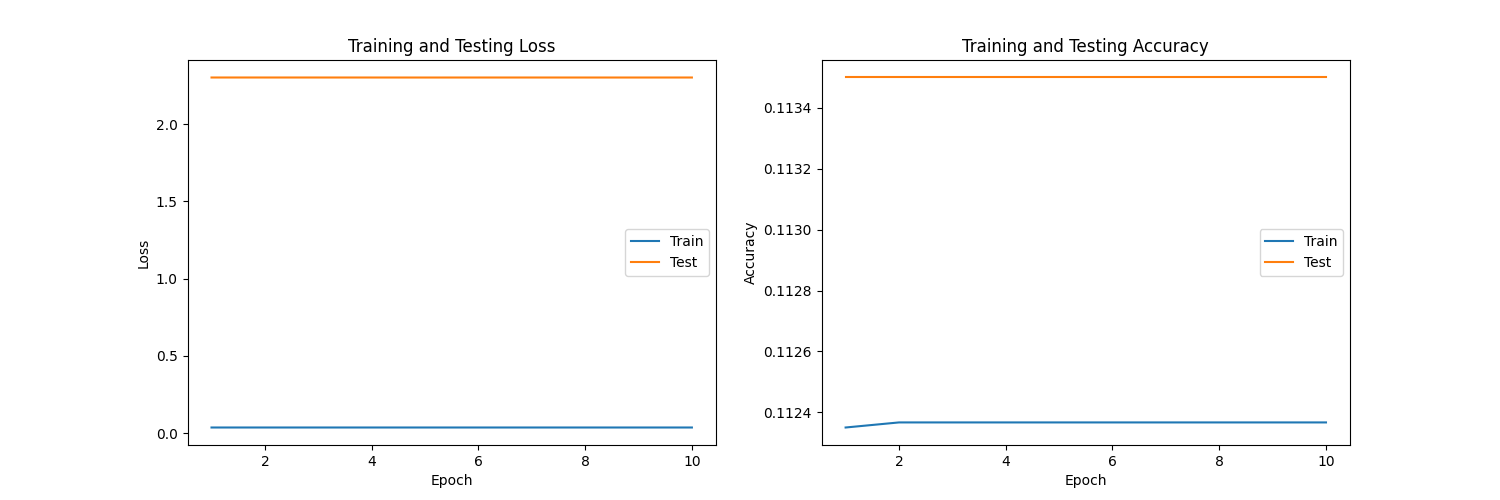 Training and Testing Loss
2.0
1.5
1.0
0.5
0.0
Loss
2 4 6 8 10
Epoch
Train
Test
Training and Testing Accuracy
0.1134
0.1132
0.1130
0.1128
0.1126
0.1124
Accuracy
2 4 6 8 10
Epoch
Train
Test